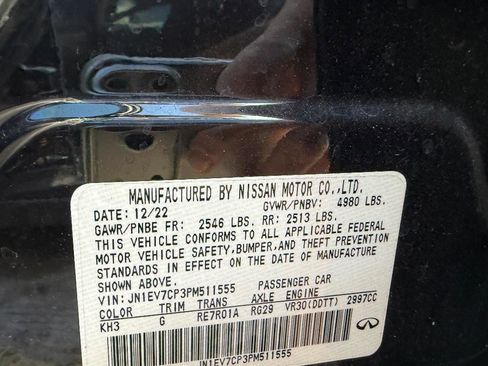 MANUFACTURED BY NISSAN MOTOR CO.,LTD.
DATE: 12/22 GVWR/PNBV: 4980 LBS.
GAWR/PNBE FR: 2546 LBS. RR: 2513 LBS.
THIS VEHICLE CONFORMS TO ALL APPLICABLE FEDERAL
MOTOR VEHICLE SAFETY, BUMPER, AND THEFT PREVENTION
STANDARDS IN EFFECT ON THE DATE OF MANUFACTURE
SHOWN ABOVE.
VIN: JN1EV7CP3PM511555 PASSENGER CAR
COLOR TRIM TRANS AXLE ENGINE
KH3 G RE7R01A RG29 VR30(DDTT) 2997CC
JN1EV7CP3PM511555